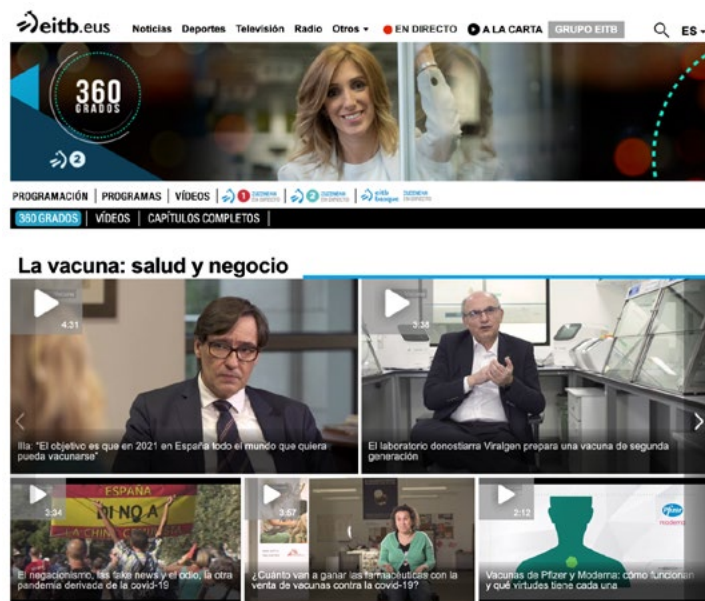 eitb.eus
Noticias Deportes Televisión Radio Otros EN DIRECTO A LA CARTA GRUPO EITB ES
360
GRADOS
2
PROGRAMACIÓN | PROGRAMAS | VÍDEOS | 1 | 2 | eitb
360 GRADOS | VÍDEOS | CAPÍTULOS COMPLETOS |
La vacuna: salud y negocio
4:31
3:38
Illa: "El objetivo es que en 2021 en España todo el mundo que quiera
pueda vacunarse"
El laboratorio donostiarra Viralgen prepara una vacuna de segunda
generación
ESPAÑA
NI NO A
3:34
3:57
2:12
Pfizer
moderna
El negacionismo, las fake news y el odio, la otra
pandemia derivada de la covid-19
¿Cuánto van a ganar las farmacéuticas con la
venta de vacunas contra la covid-19?
Vacunas de Pfizer y Moderna: cómo funcionan
y qué virtudes tiene cada una